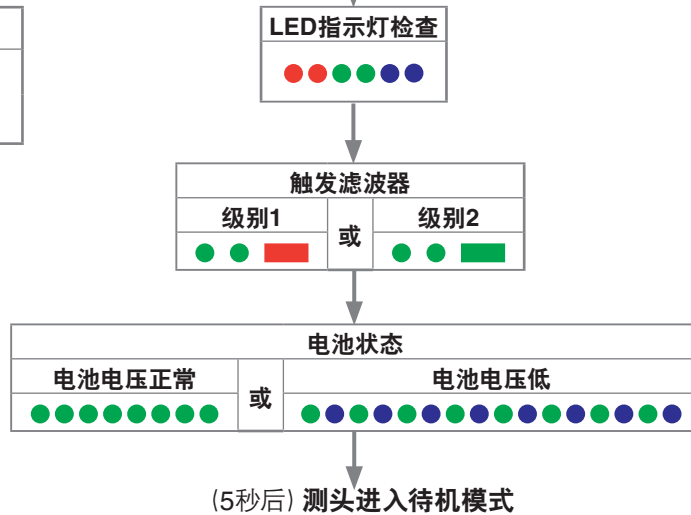 LED指示灯检查
触发滤波器
级别1
或
级别2
电池状态
电池电压正常
或
电池电压低
(5秒后) 测头进入待机模式